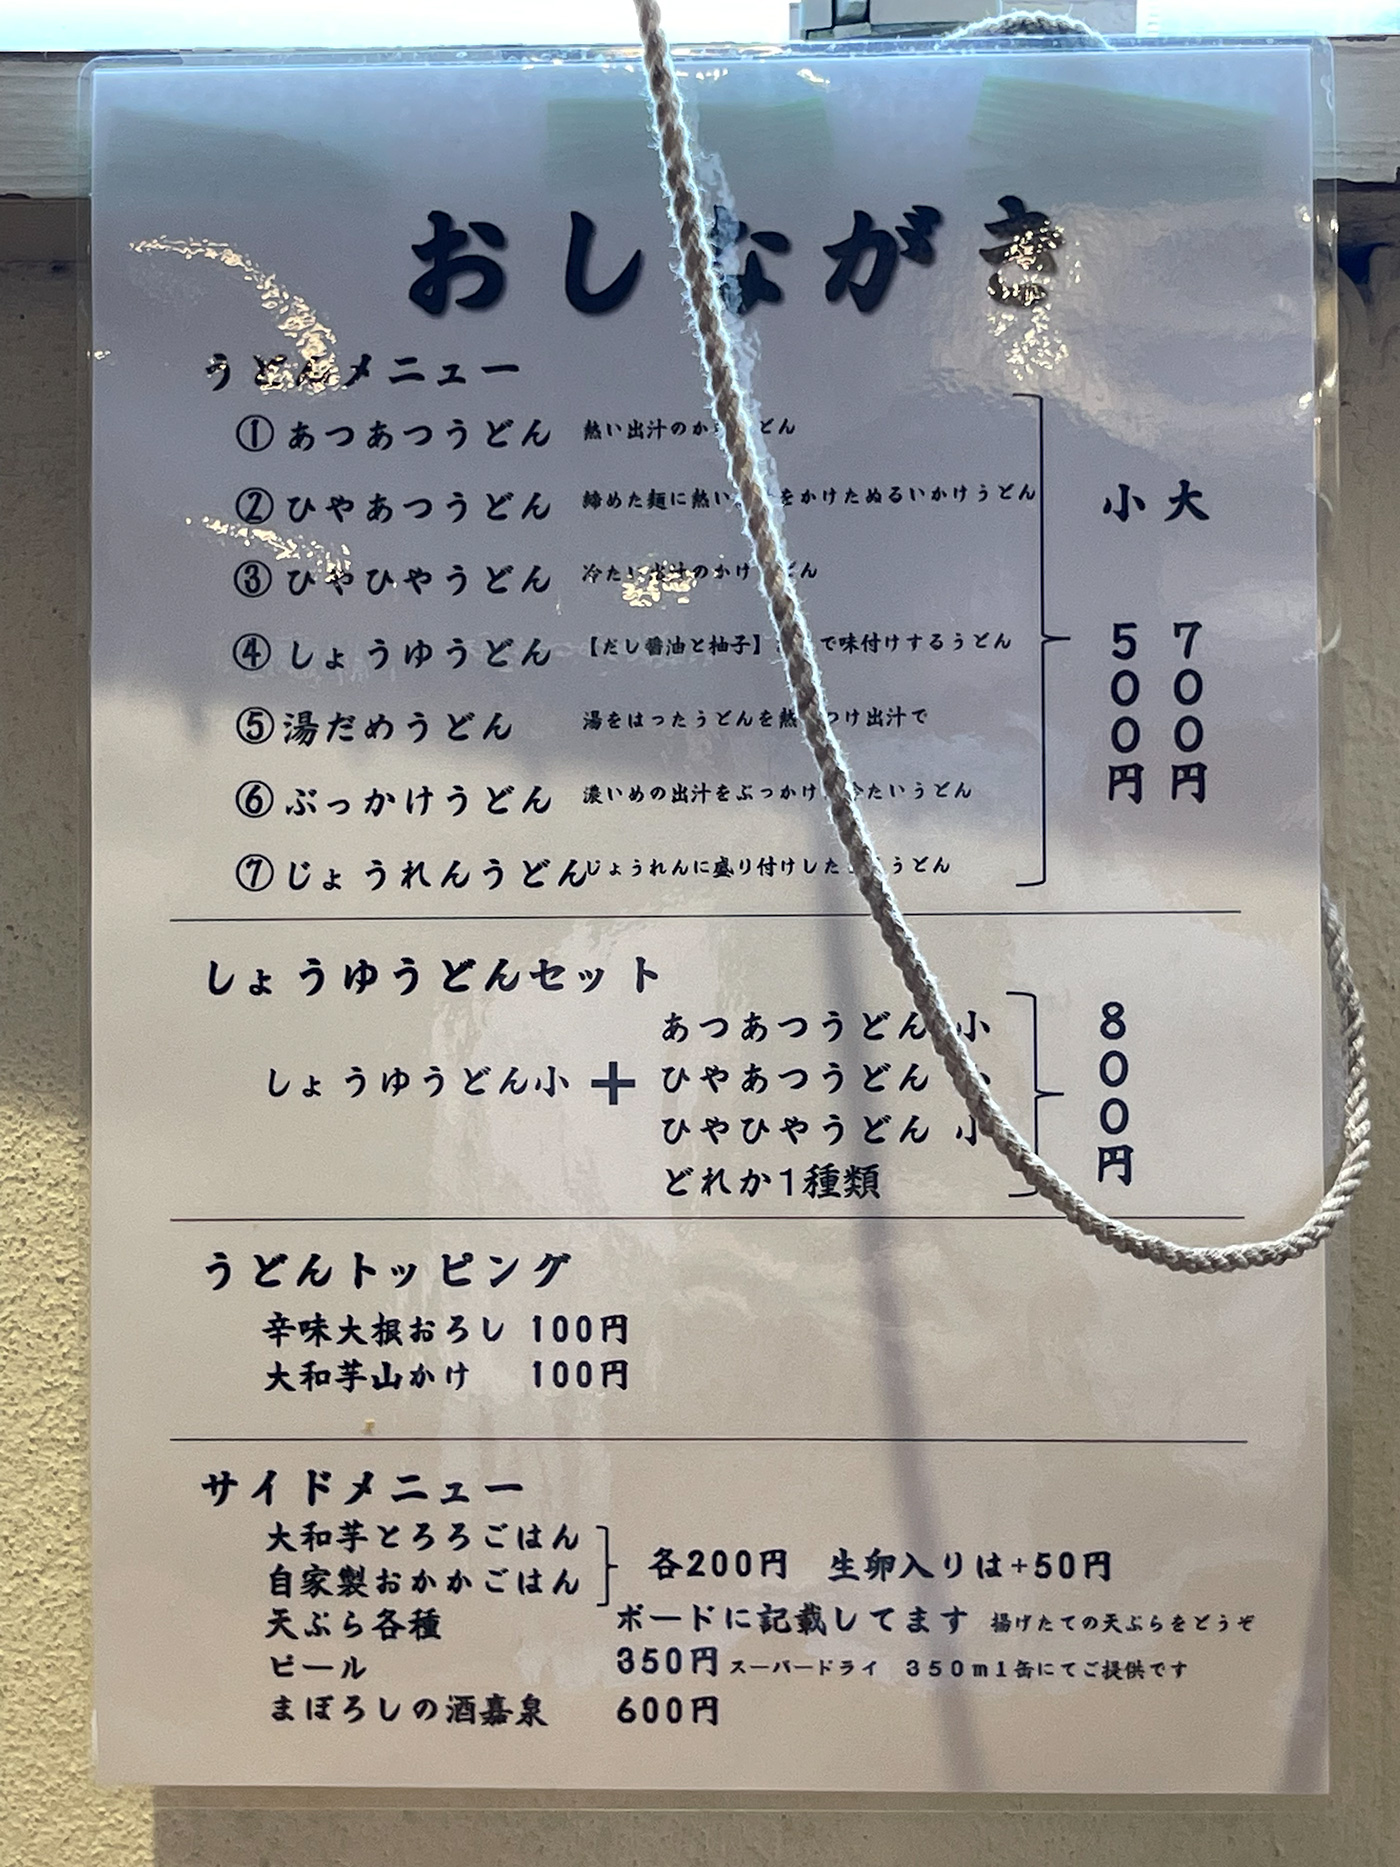 おしながき
うどんメニュー
①あつあつうどん 熱い出汁のか どん
②ひやあつうどん 締めた麺に熱い をかけたぬるいかけうどん
③ひやひやうどん 冷たい出汁のかけ どん
④しょうゆうどん 【だし醤油と柚子】 で味付けするうどん
⑤湯だめうどん 湯をはったうどんを熱 つけ出汁で
⑥ぶっかけうどん 濃いめの出汁をぶっかけ 冷たいうどん
⑦じょうれんうどん じょうれんに盛り付けした うどん
小 大
500円 700円
しょうゆうどんセット
しょうゆうどん小 + あつあつうどん 小
ひやあつうどん
ひやひやうどん 小
どれか1種類
800円
うどんトッピング
辛味大根おろし 100円
大和芋山かけ 100円
サイドメニュー
大和芋とろろごはん
自家製おかかごはん
各200円 生卵入りは+50円
天ぷら各種 ボードに記載してます 揚げたての天ぷらをどうぞ
ビール 350円 スーパードライ 350ml缶にてご提供です
まぼろしの酒嘉泉 600円